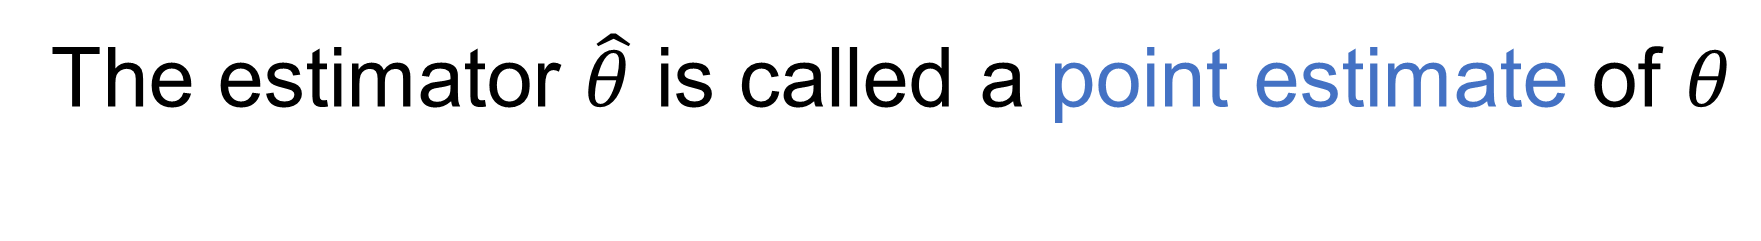 The estimator θ̂ is called a point estimate of θ